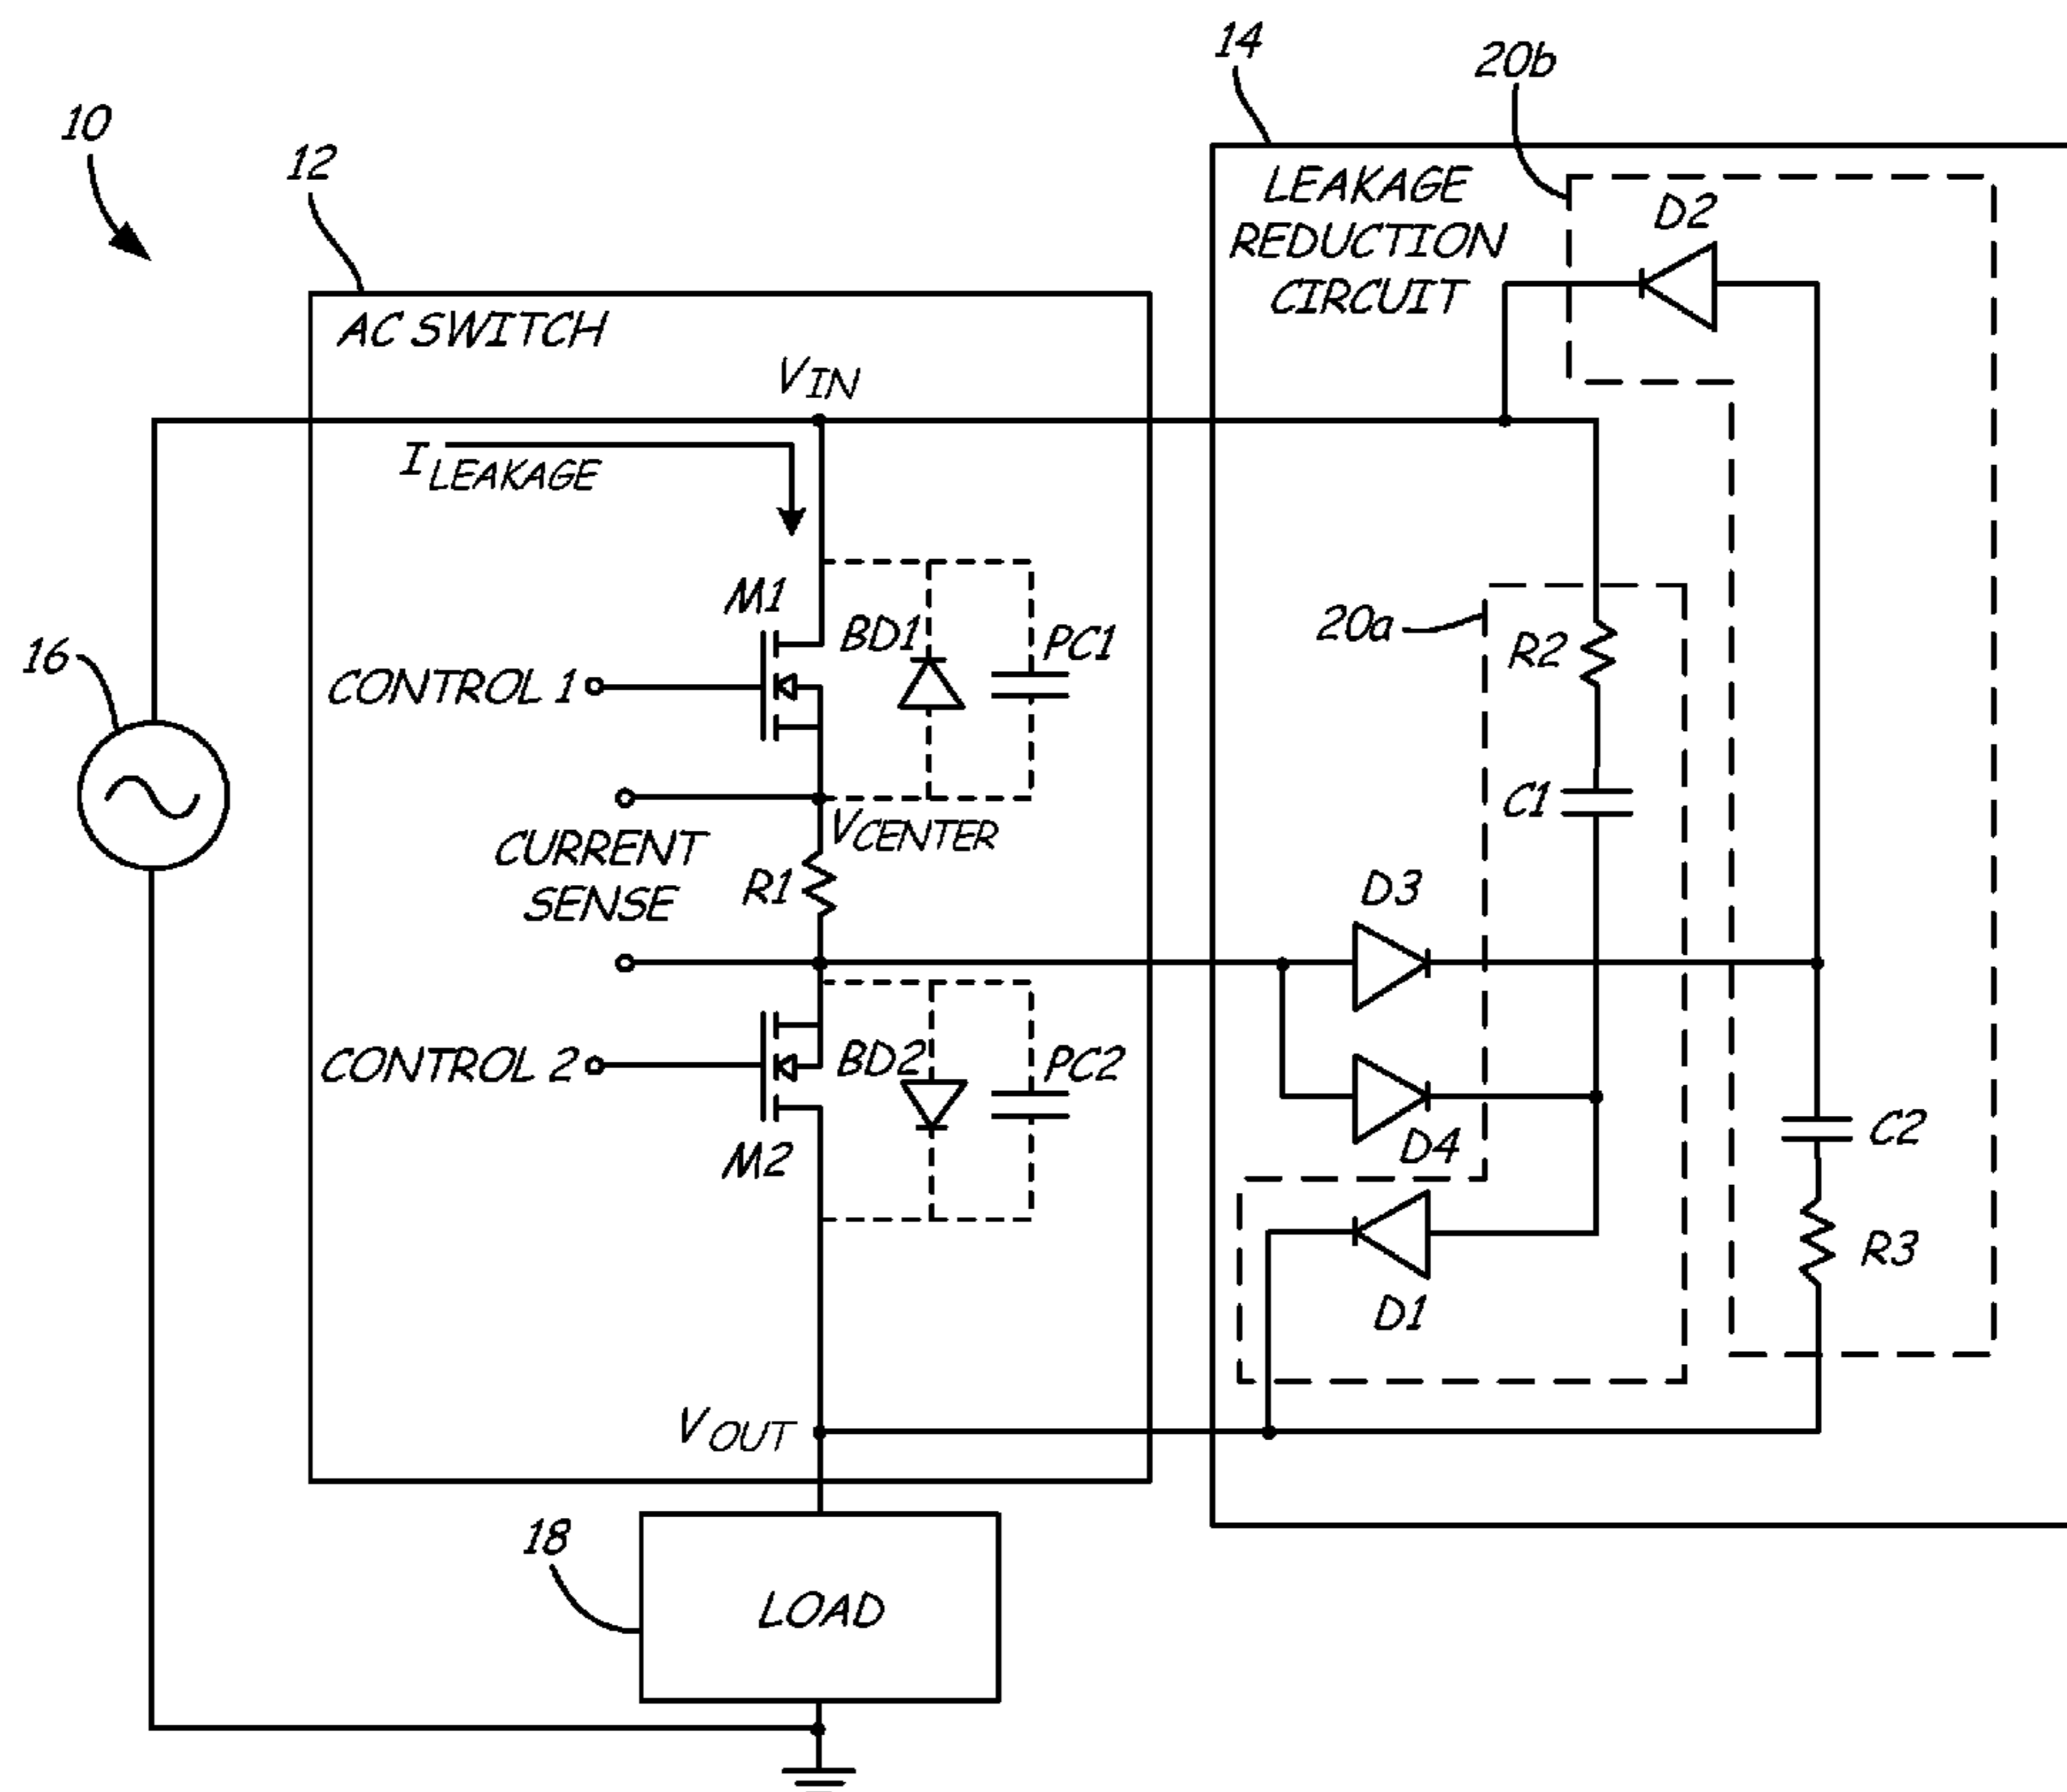 14
20b
10
12
LEAKAGE
REDUCTION
CIRCUIT
D2
AC SWITCH
VIN
ILEAKAGE
M1
BD1
PC1
20a
R2
16
CONTROL 1
C1
VCENTER
CURRENT
SENSE
R1
D3
CONTROL 2
BD2
PC2
D4
C2
M2
R3
D1
VOUT
18
LOAD